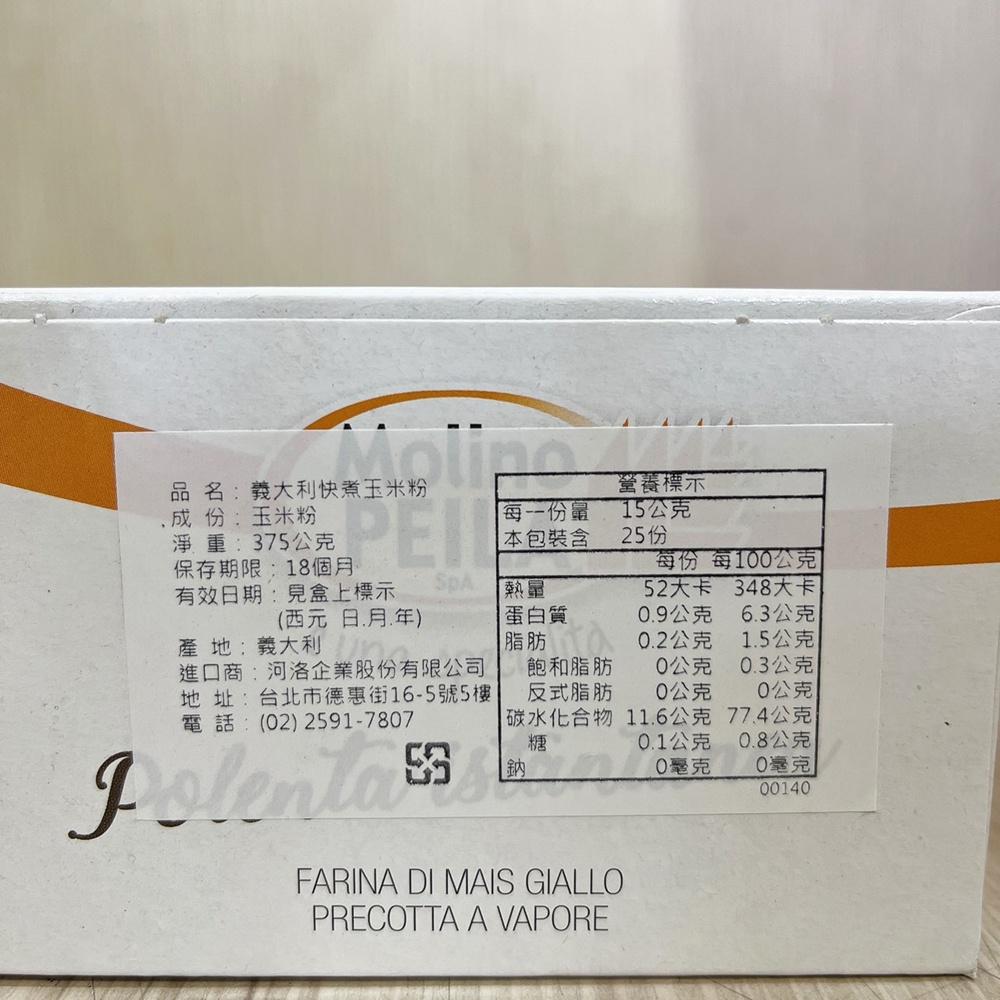 Molino
PEILA
SpA
品 名：義大利快煮玉米粉
成 份：玉米粉
淨 重：375公克
保存期限：18個月
有效日期：見盒上標示
(西元 日.月.年)
產 地：義大利
進口商：河洛企業股份有限公司
地 址：台北市德惠街16-5號5樓
電 話：(02) 2591-7807
營養標示
每一份量 15公克
本包裝含 25份
每份 每100公克
熱量 52大卡 348大卡
蛋白質 0.9公克 6.3公克
脂肪 0.2公克 1.5公克
飽和脂肪 0公克 0.3公克
反式脂肪 0公克 0公克
碳水化合物 11.6公克 77.4公克
糖 0.1公克 0.8公克
鈉 0毫克 0毫克
00140
Polenta istantanea
FARINA DI MAIS GIALLO
PRECOTTA A VAPORE